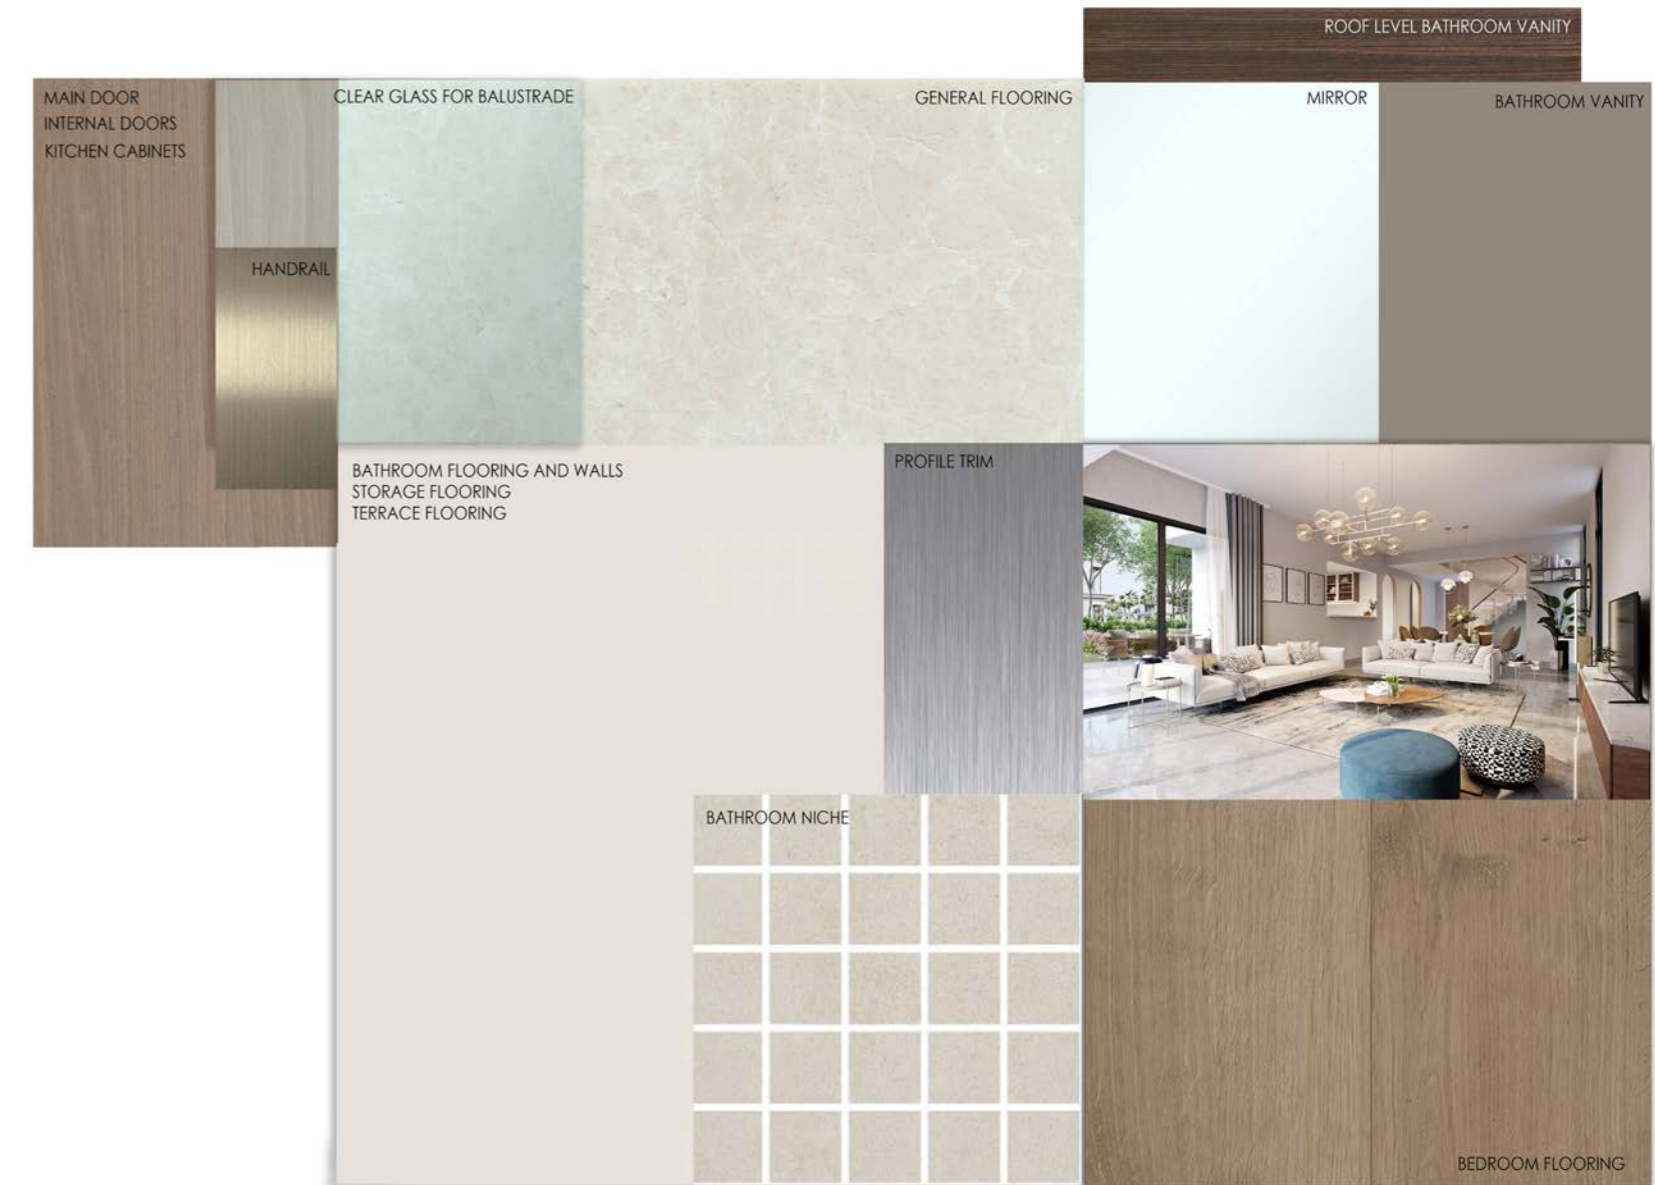 ROOF LEVEL BATHROOM VANITY
MAIN DOOR
INTERNAL DOORS
KITCHEN CABINETS
CLEAR GLASS FOR BALUSTRADE
GENERAL FLOORING
MIRROR
BATHROOM VANITY
HANDRAIL
BATHROOM FLOORING AND WALLS
STORAGE FLOORING
TERRACE FLOORING
PROFILE TRIM
BATHROOM NICHE
BEDROOM FLOORING